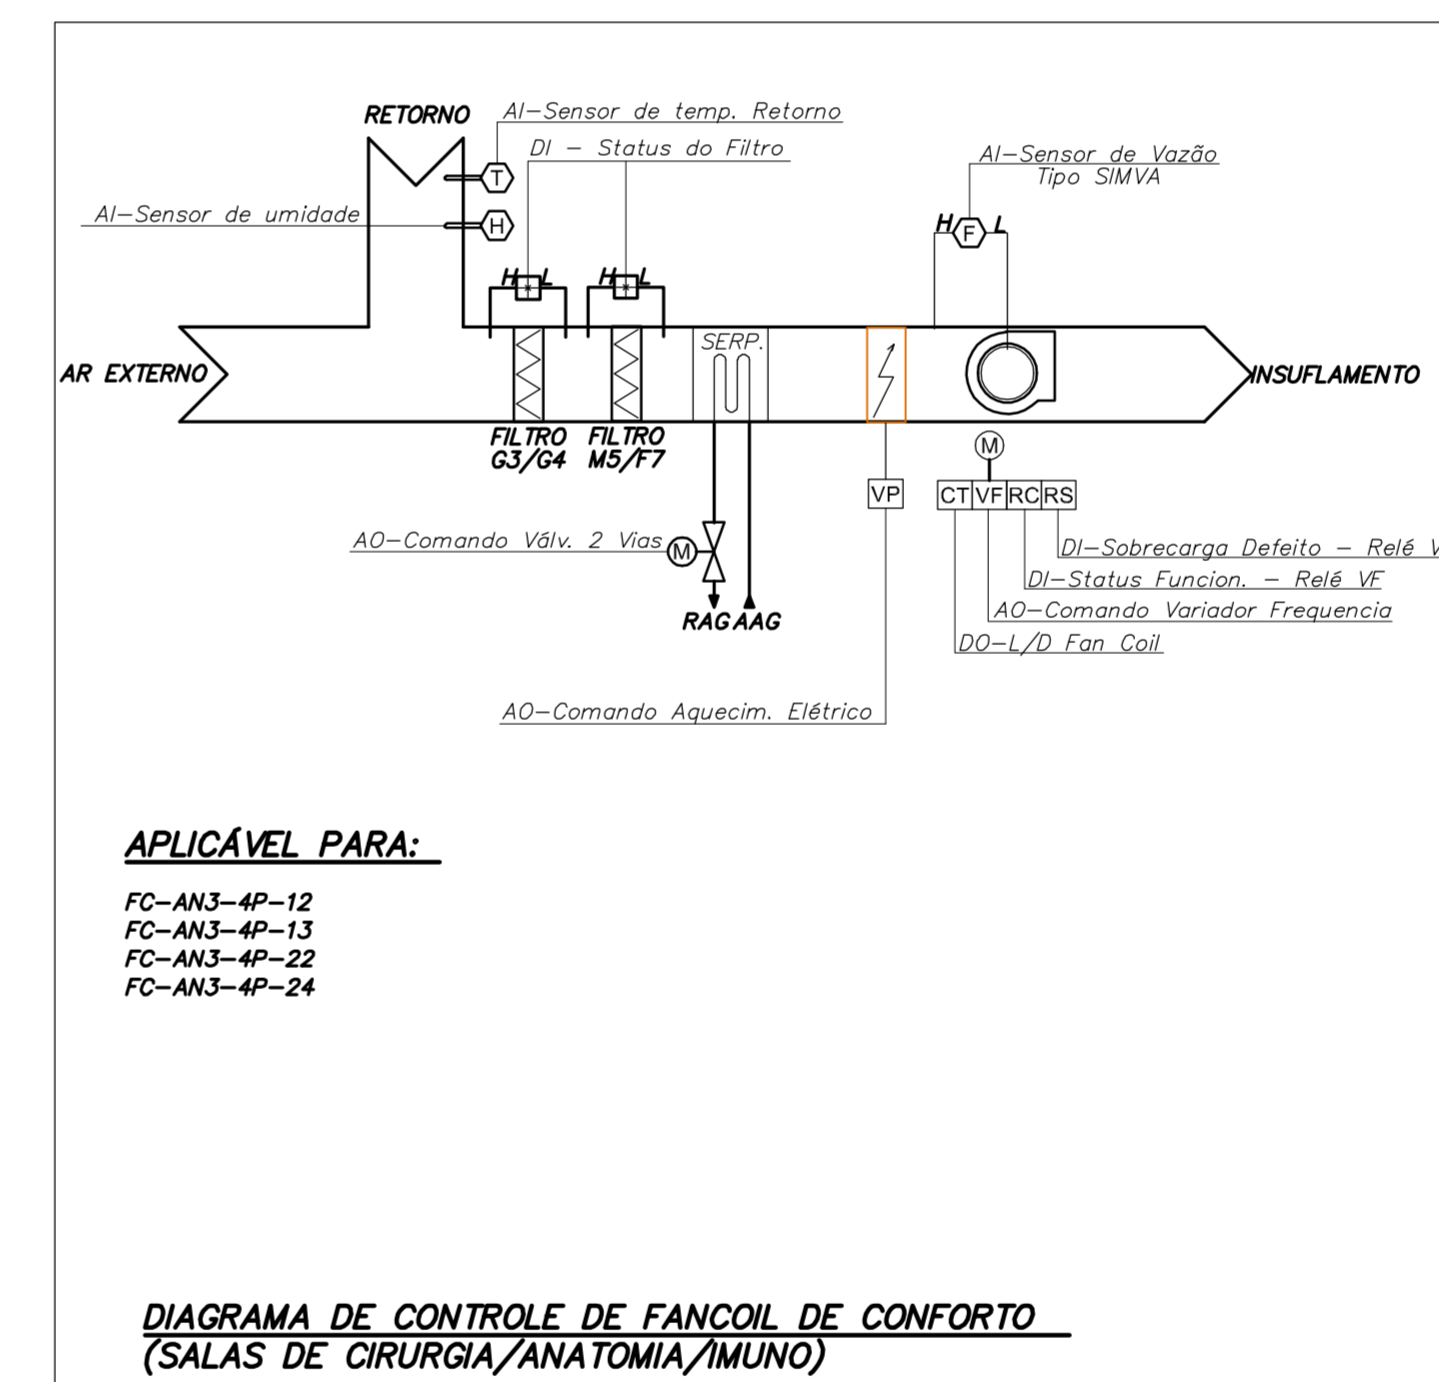 RETORNO
AI-Sensor de temp. Retorno
DI - Status do Filtro
AI-Sensor de Vazão
Tipo SIMVA
T
AI-Sensor de umidade
H
H F L
H L
H L
SERP.
AR EXTERNO
INSUFLAMENTO
FILTRO
G3/G4
FILTRO
M5/F7
M
VP
CT VF RC RS
AO-Comando Válv. 2 Vias
M
DI-Sobrecarga Defeito - Relé V
DI-Status Funcion. - Relé VF
AO-Comando Variador Frequencia
RAG AAG
DO-L/D Fan Coil
AO-Comando Aquecim. Elétrico
APLICÁVEL PARA:
FC-AN3-4P-12
FC-AN3-4P-13
FC-AN3-4P-22
FC-AN3-4P-24
DIAGRAMA DE CONTROLE DE FANCOIL DE CONFORTO
(SALAS DE CIRURGIA/ANATOMIA/IMUNO)